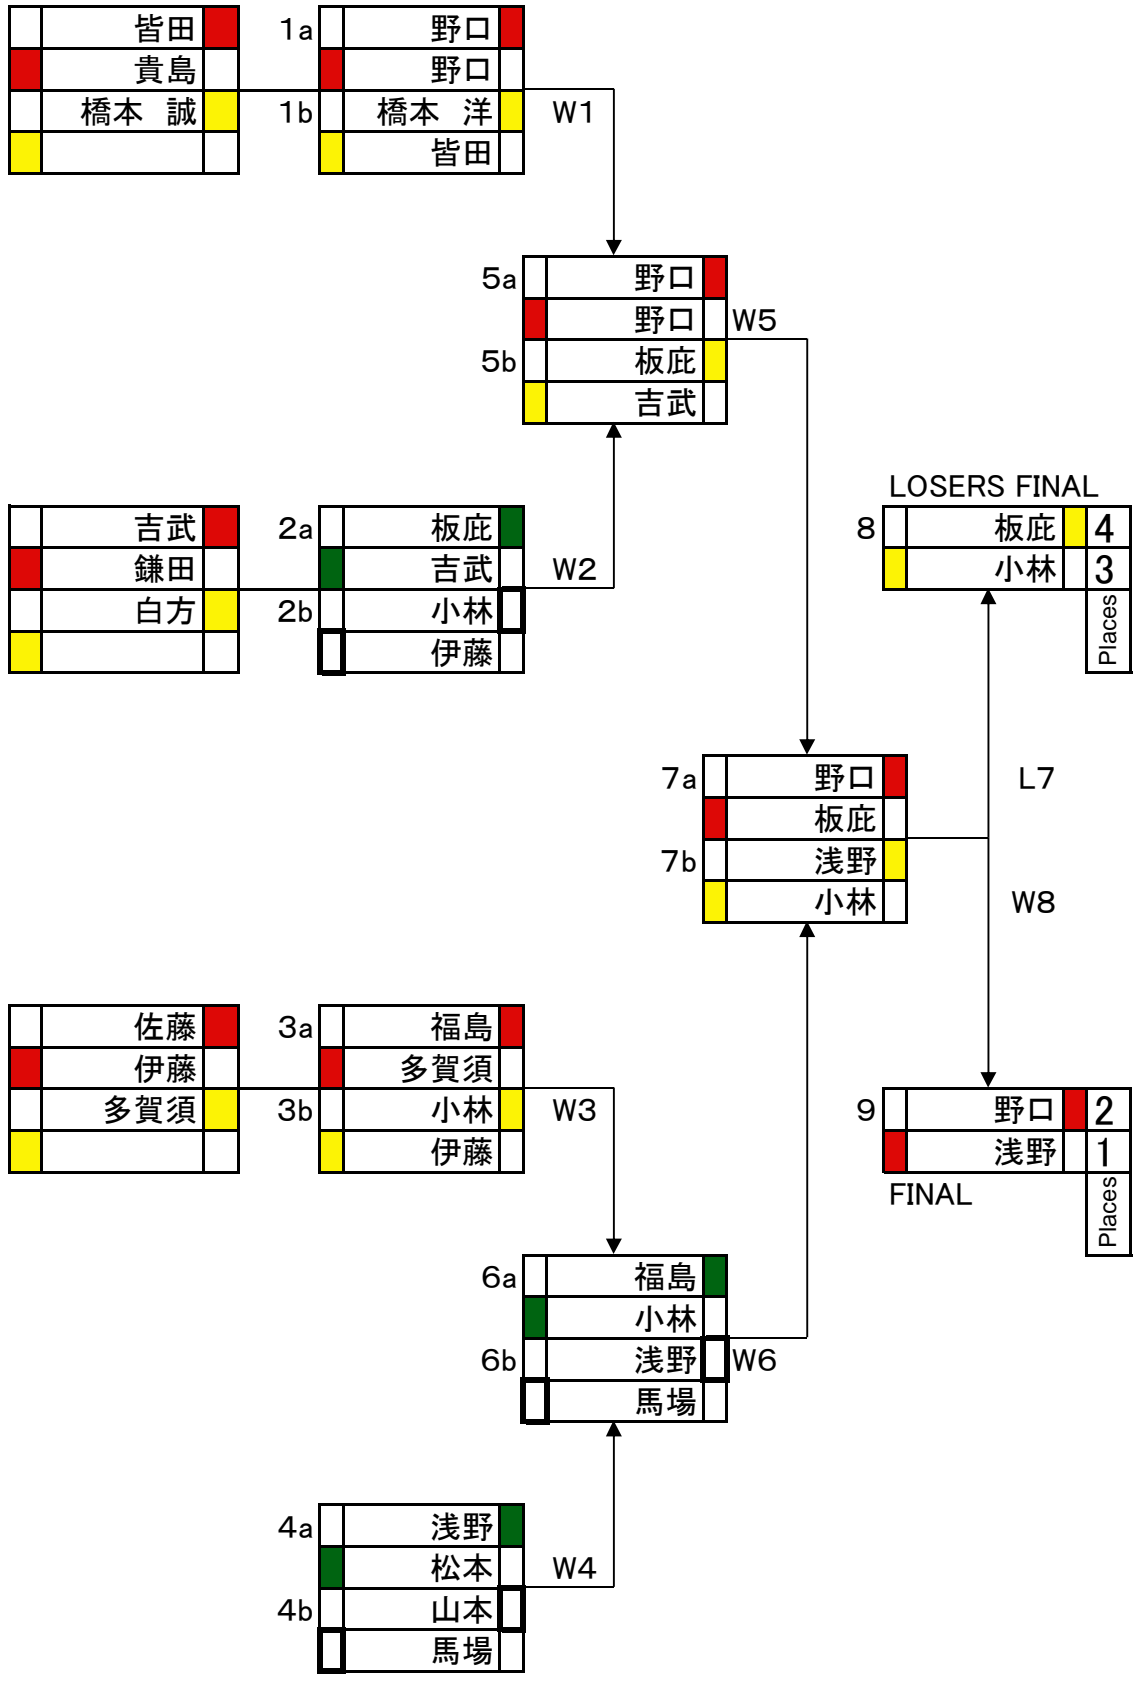 皆田 1a 野口
貴島 野口
橋本 誠 1b 橋本 洋 W1
皆田
5a 野口
野口 W5
5b 板庇
吉武
LOSERS FINAL
吉武 2a 板庇 8 板庇 4
鎌田 吉武 W2 小林 3
白方 2b 小林 Places
伊藤
7a 野口 L7
板庇
7b 浅野
小林 W8
佐藤 3a 福島
伊藤 多賀須
多賀須 3b 小林 W3 9 野口 2
伊藤 浅野 1
FINAL Places
6a 福島
小林
6b 浅野 W6
馬場
4a 浅野
松本 W4
4b 山本
馬場